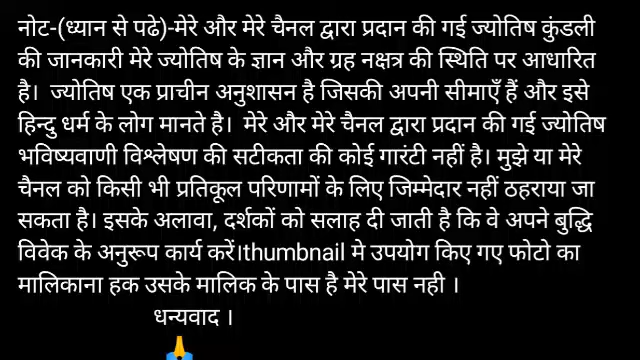 नोट-(ध्यान से पढे)-मेरे और मेरे चैनल द्वारा प्रदान की गई ज्योतिष कुंडली
की जानकारी मेरे ज्योतिष के ज्ञान और ग्रह नक्षत्र की स्थिति पर आधारित
है। ज्योतिष एक प्राचीन अनुशासन है जिसकी अपनी सीमाएँ हैं और इसे
हिन्दु धर्म के लोग मानते है। मेरे और मेरे चैनल द्वारा प्रदान की गई ज्योतिष
भविष्यवाणी विश्लेषण की सटीकता की कोई गारंटी नहीं है। मुझे या मेरे
चैनल को किसी भी प्रतिकूल परिणामों के लिए जिम्मेदार नहीं ठहराया जा
सकता है। इसके अलावा, दर्शकों को सलाह दी जाती है कि वे अपने बुद्धि
विवेक के अनुरूप कार्य करें।thumbnail मे उपयोग किए गए फोटो का
मालिकाना हक उसके मालिक के पास है मेरे पास नही ।
धन्यवाद ।